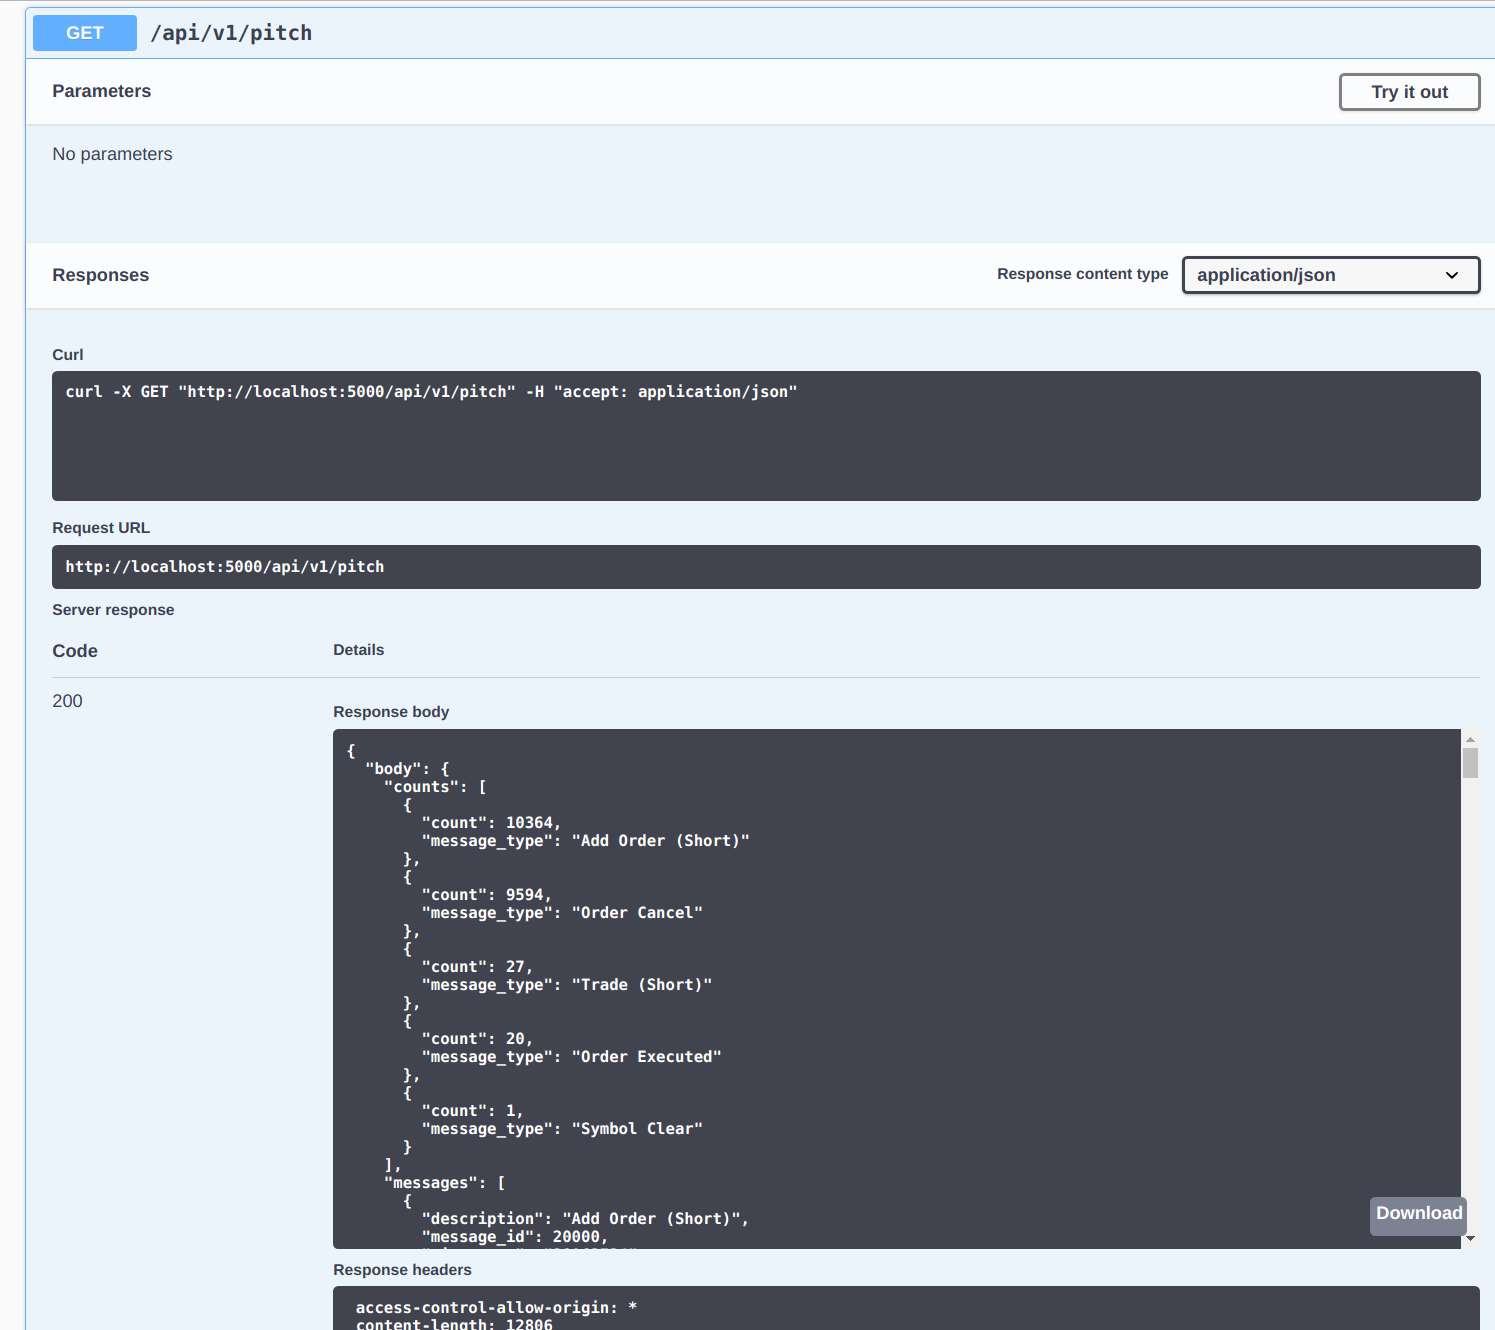 GET /api/v1/pitch
Parameters
Try it out
No parameters
Responses
Response content type
application/json
Curl
curl -X GET "http://localhost:5000/api/v1/pitch" -H "accept: application/json"
Request URL
http://localhost:5000/api/v1/pitch
Server response
Code
Details
200
Response body
{
  "body": {
    "counts": [
      {
        "count": 10364,
        "message_type": "Add Order (Short)"
      },
      {
        "count": 9594,
        "message_type": "Order Cancel"
      },
      {
        "count": 27,
        "message_type": "Trade (Short)"
      },
      {
        "count": 20,
        "message_type": "Order Executed"
      },
      {
        "count": 1,
        "message_type": "Symbol Clear"
      }
    ],
    "messages": [
      {
        "description": "Add Order (Short)",
        "message_id": 20000,
Download
Response headers
access-control-allow-origin: *
content-length: 12806